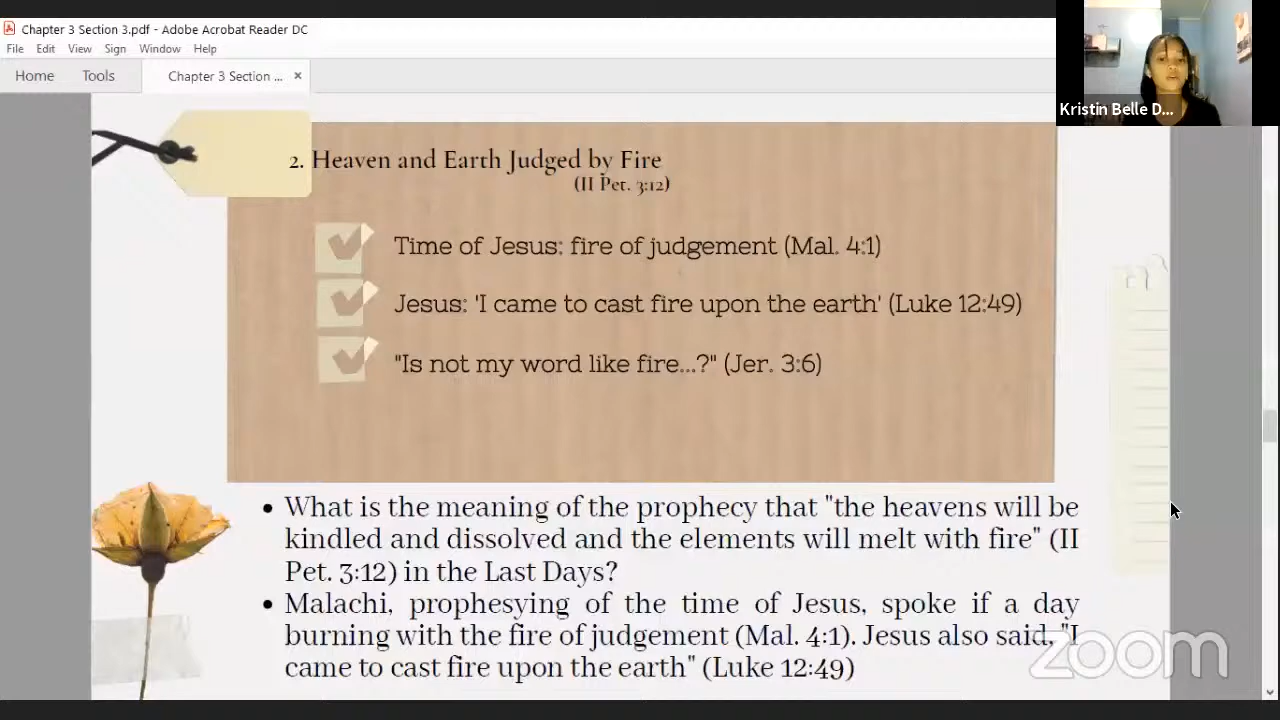 Chapter 3 Section 3.pdf - Adobe Acrobat Reader DC
File Edit View Sign Window Help
Home Tools Chapter 3 Section ... ×
Kristin Belle D...
2. Heaven and Earth Judged by Fire
(II Pet. 3:12)
Time of Jesus: fire of judgement (Mal. 4:1)
Jesus: 'I came to cast fire upon the earth' (Luke 12:49)
"Is not my word like fire...?" (Jer. 3:6)
• What is the meaning of the prophecy that "the heavens will be
kindled and dissolved and the elements will melt with fire" (II
Pet. 3:12) in the Last Days?
• Malachi, prophesying of the time of Jesus, spoke if a day
burning with the fire of judgement (Mal. 4:1). Jesus also said, "I
came to cast fire upon the earth" (Luke 12:49)
zoom